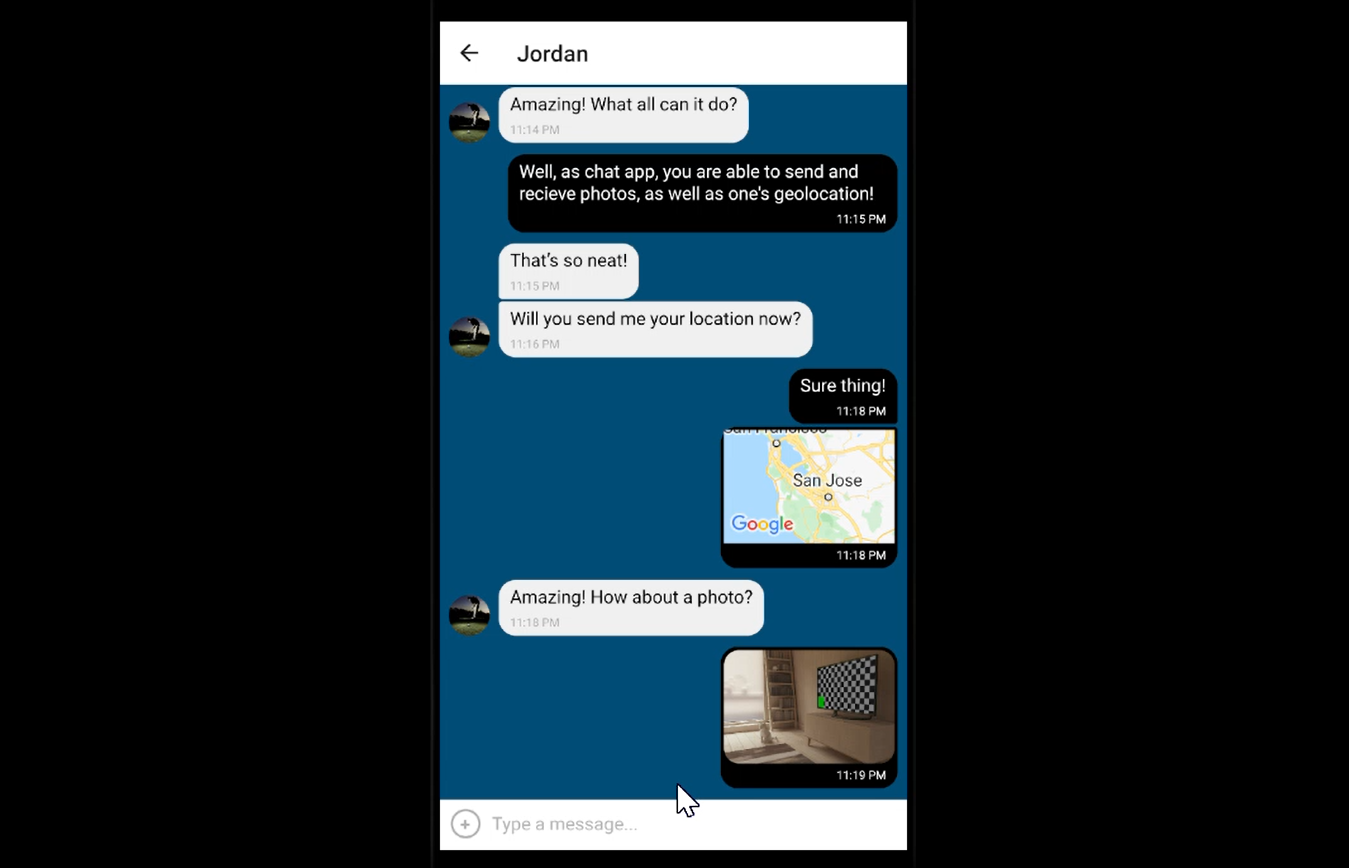 Jordan
Amazing! What all can it do?
11:14 PM
Well, as chat app, you are able to send and
recieve photos, as well as one's geolocation!
11:15 PM
That's so neat!
11:15 PM
Will you send me your location now?
11:16 PM
Sure thing!
11:18 PM
San Francisco
San Jose
Google
11:18 PM
Amazing! How about a photo?
11:18 PM
11:19 PM
Type a message...